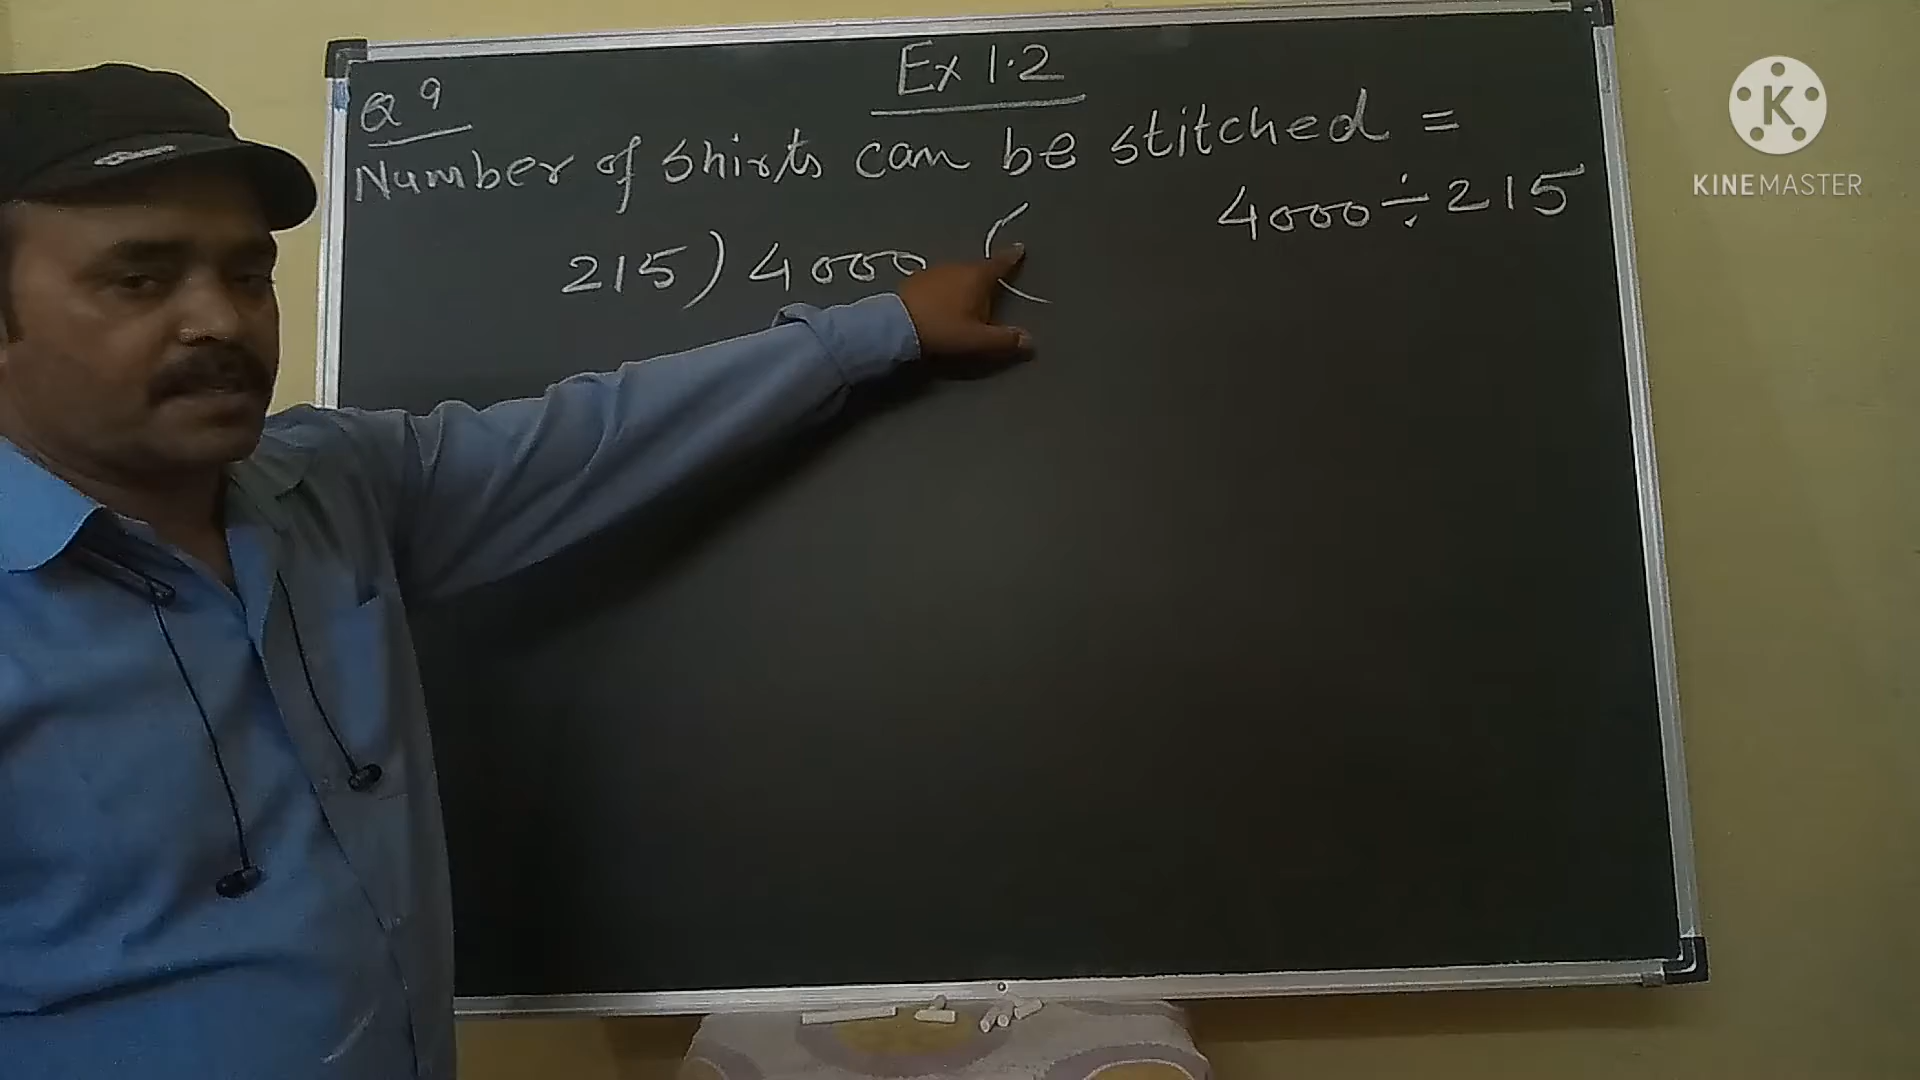 Ex 1.2
Q 9
Number of shirts can be stitched =
4000 ÷ 215
215 ) 4000 (
K
KINEMASTER